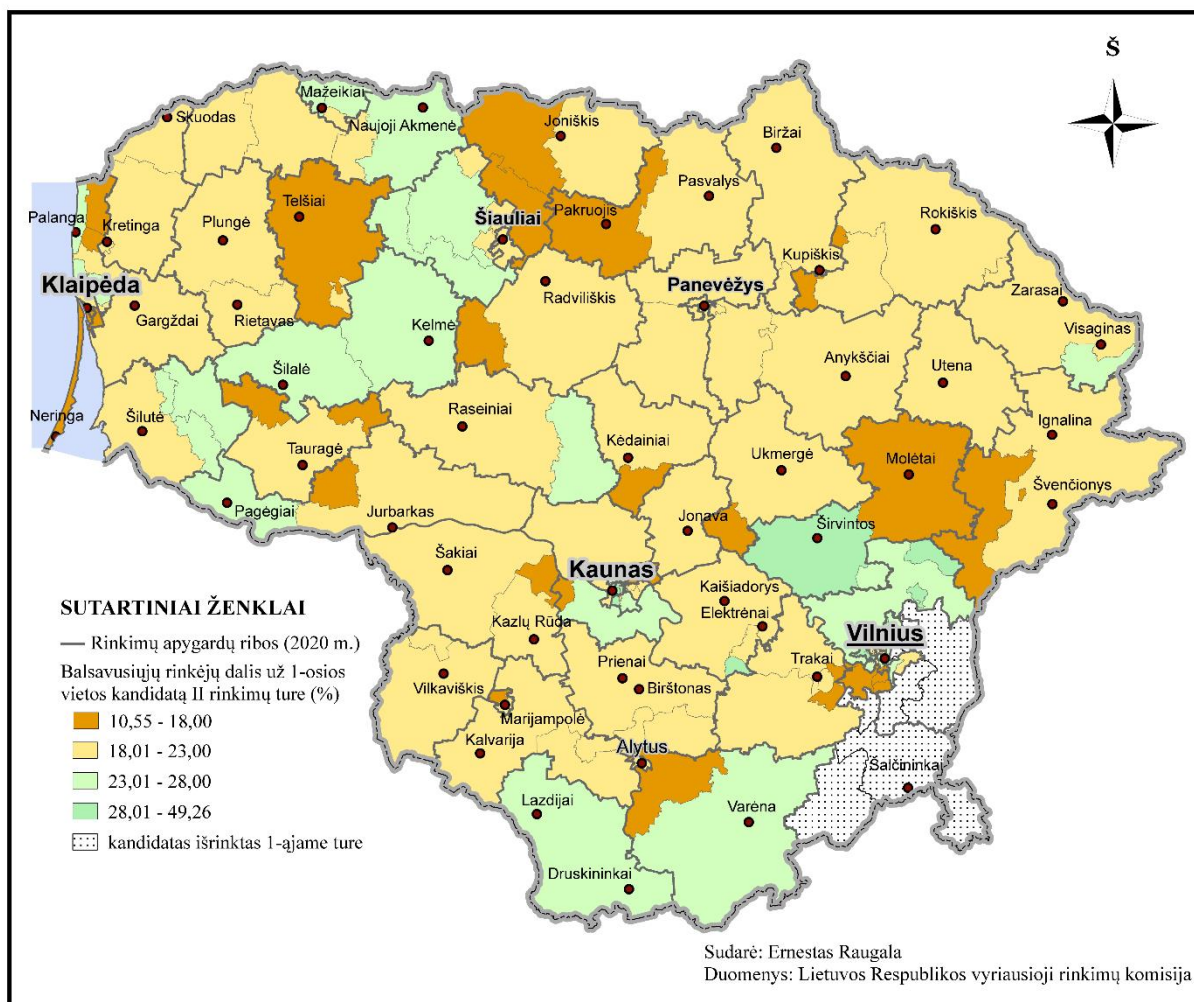 Š
Mažeikiai
Skuodas
Naujoji Akmenė
Joniškis
Biržai
Pasvalys
Telšiai
Palanga
Kretinga
Plungė
Šiauliai
Pakruojis
Rokiškis
Kupiškis
Klaipėda
Gargždai
Rietavas
Radviliškis
Panevėžys
Zarasai
Visaginas
Kelmė
Anykščiai
Utena
Šilalė
Neringa
Šilutė
Raseiniai
Kėdainiai
Ignalina
Tauragė
Ukmergė
Molėtai
Švenčionys
Pagėgiai
Jurbarkas
Jonava
Širvintos
Šakiai
Kaunas
Kaišiadorys
Elektrėnai
Kazlų Rūda
Vilnius
Prienai
Trakai
Vilkaviškis
Birštonas
Marijampolė
Kalvarija
Alytus
Šalčininkai
Lazdijai
Varėna
Druskininkai
SUTARTINIAI ŽENKLAI
Rinkimų apygardų ribos (2020 m.)
Balsavusiųjų rinkėjų dalis už 1-osios
vietos kandidatą II rinkimų ture (%)
10,55 - 18,00
18,01 - 23,00
23,01 - 28,00
28,01 - 49,26
kandidatas išrinktas 1-ąjame ture
Sudarė: Ernestas Raugala
Duomenys: Lietuvos Respublikos vyriausioji rinkimų komisija